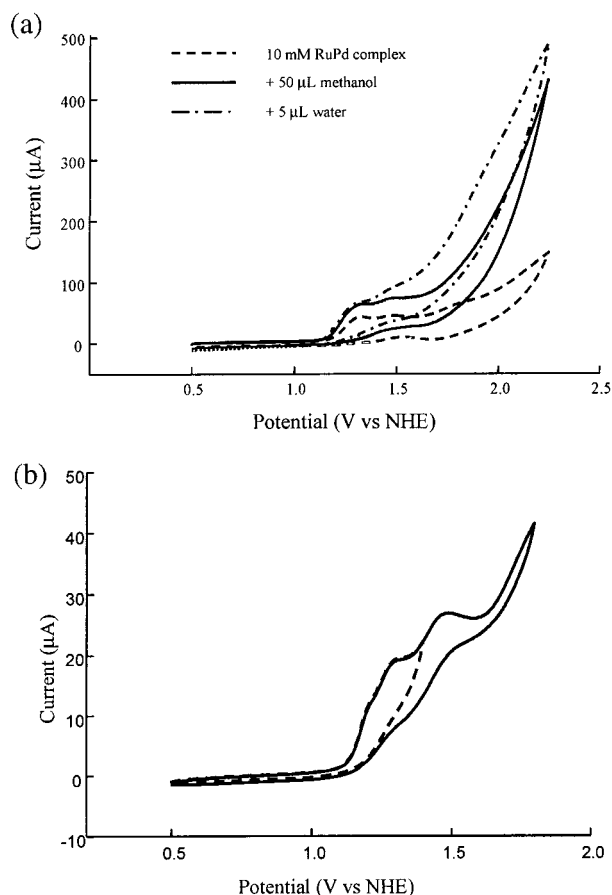 (a)
500
400
300
200
100
0
Current (μA)
10 mM RuPd complex
+ 50 μL methanol
+ 5 μL water
0.5 1.0 1.5 2.0 2.5
Potential (V vs NHE)
(b)
50
40
30
20
10
0
-10
Current (μA)
0.5 1.0 1.5 2.0
Potential (V vs NHE)